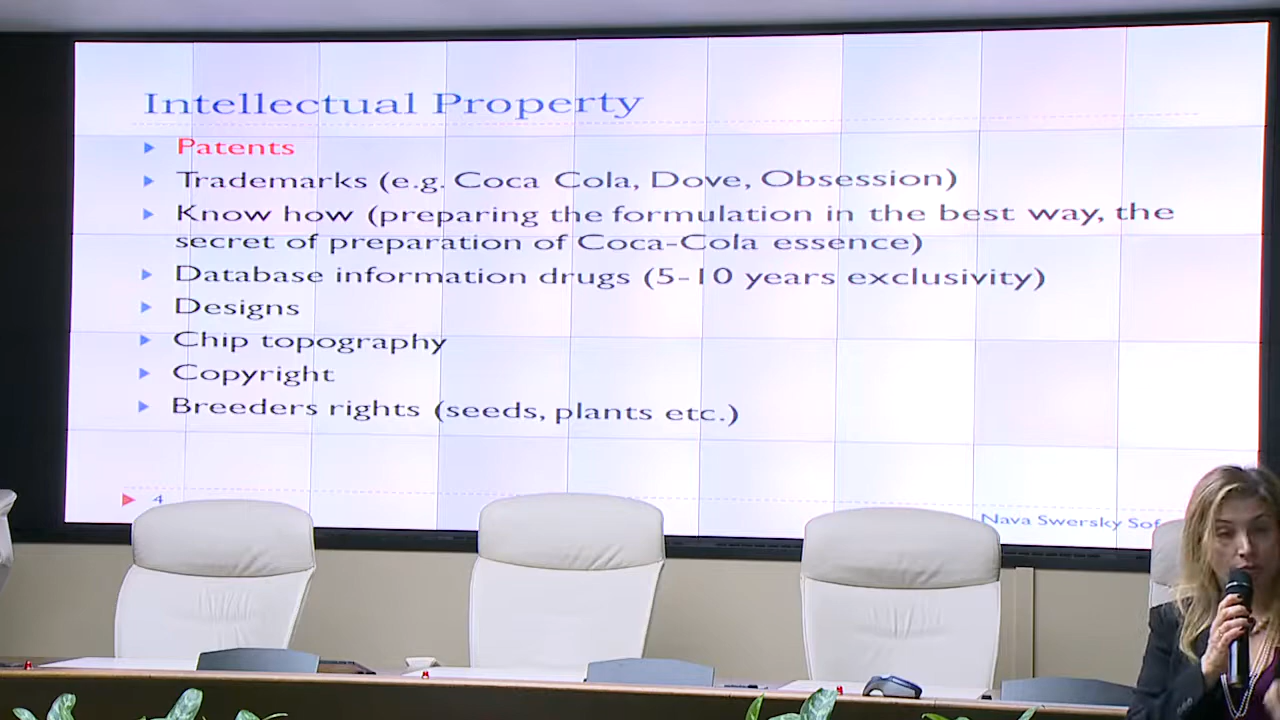 Intellectual Property
Patents
Trademarks (e.g. Coca Cola, Dove, Obsession)
Know how (preparing the formulation in the best way, the
secret of preparation of Coca-Cola essence)
Database information drugs (5-10 years exclusivity)
Designs
Chip topography
Copyright
Breeders rights (seeds, plants etc.)
4
Nava Swersky